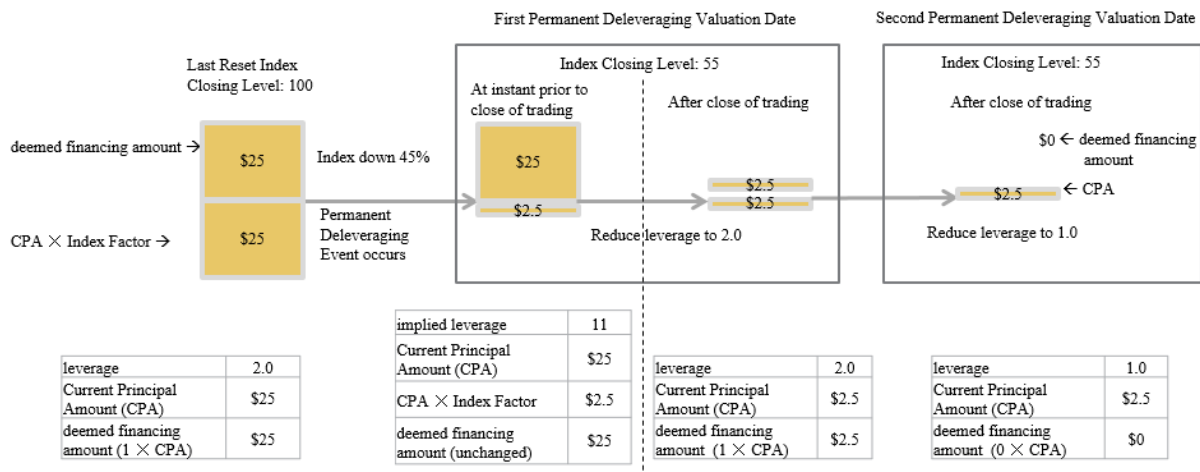 First Permanent Deleveraging Valuation Date
Second Permanent Deleveraging Valuation Date
Last Reset Index
Closing Level: 100
deemed financing amount →
$25
CPA × Index Factor →
$25
Index down 45%
Permanent
Deleveraging
Event occurs
Index Closing Level: 55
At instant prior to
close of trading
$25
$2.5
After close of trading
$2.5
$2.5
Reduce leverage to 2.0
Index Closing Level: 55
After close of trading
$0 ← deemed financing
amount
$2.5
← CPA
Reduce leverage to 1.0
leverage 2.0
Current Principal
Amount (CPA) $25
deemed financing
amount (1 × CPA) $25
implied leverage 11
Current Principal
Amount (CPA) $25
CPA × Index Factor $2.5
deemed financing
amount (unchanged) $25
leverage 2.0
Current Principal
Amount (CPA) $2.5
deemed financing
amount (1 × CPA) $2.5
leverage 1.0
Current Principal
Amount (CPA) $2.5
deemed financing
amount (0 × CPA) $0